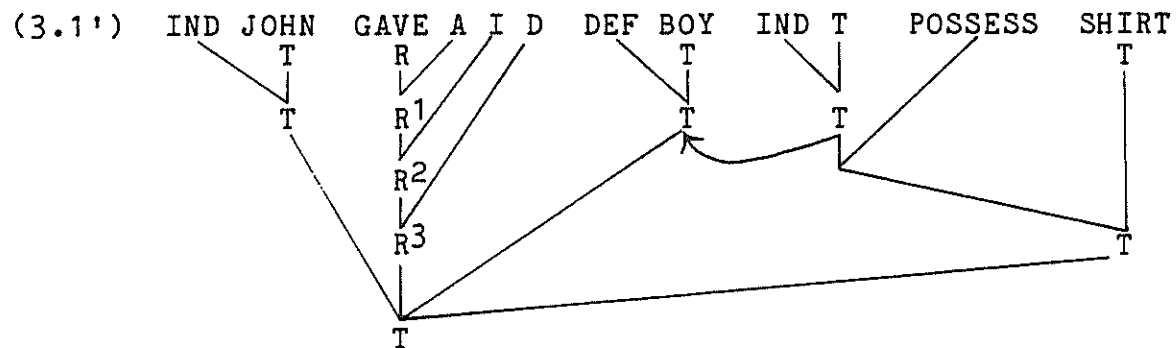 (3.1') IND JOHN GAVE A I D DEF BOY IND T POSSESS SHIRT
T R T T
T R1 T T
R2
R3 T
T